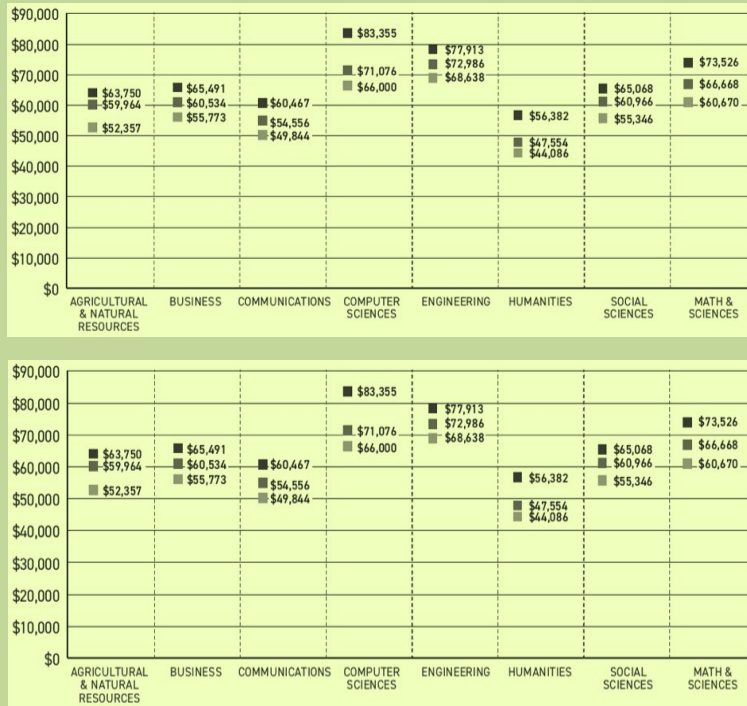 $90,000
$80,000
$70,000
$60,000
$50,000
$40,000
$30,000
$20,000
$10,000
$0
$63,750
$59,964
$52,357
$65,491
$60,534
$55,773
$60,467
$54,556
$49,844
$83,355
$71,076
$66,000
$77,913
$72,986
$68,638
$56,382
$47,554
$44,086
$65,068
$60,966
$55,346
$73,526
$66,668
$60,670
AGRICULTURAL
& NATURAL
RESOURCES
BUSINESS
COMMUNICATIONS
COMPUTER
SCIENCES
ENGINEERING
HUMANITIES
SOCIAL
SCIENCES
MATH &
SCIENCES
$90,000
$80,000
$70,000
$60,000
$50,000
$40,000
$30,000
$20,000
$10,000
$0
$63,750
$59,964
$52,357
$65,491
$60,534
$55,773
$60,467
$54,556
$49,844
$83,355
$71,076
$66,000
$77,913
$72,986
$68,638
$56,382
$47,554
$44,086
$65,068
$60,966
$55,346
$73,526
$66,668
$60,670
AGRICULTURAL
& NATURAL
RESOURCES
BUSINESS
COMMUNICATIONS
COMPUTER
SCIENCES
ENGINEERING
HUMANITIES
SOCIAL
SCIENCES
MATH &
SCIENCES